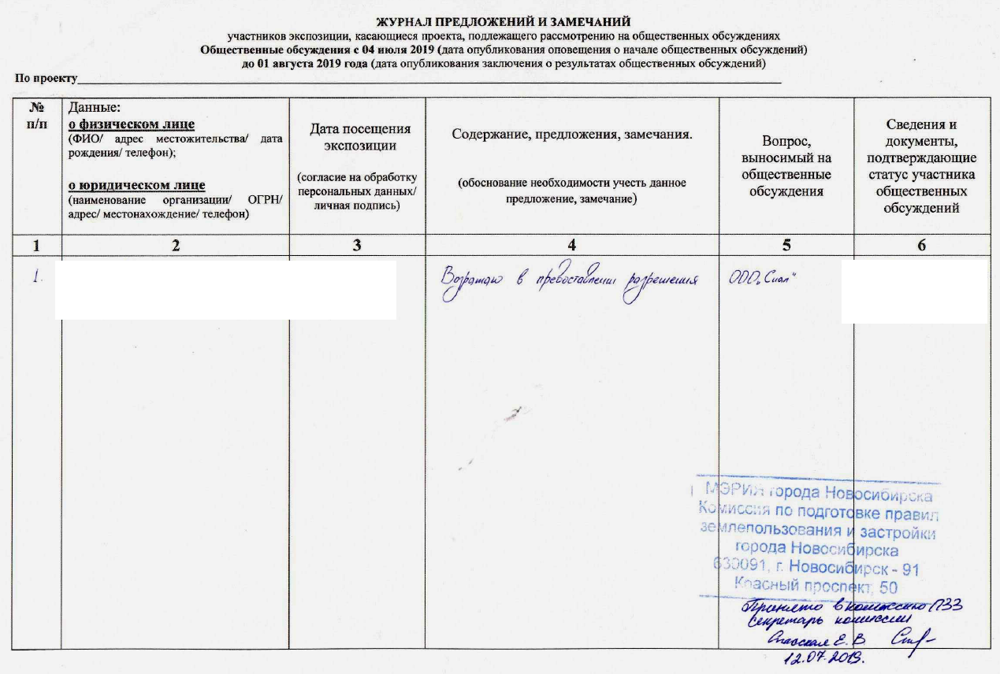 ЖУРНАЛ ПРЕДЛОЖЕНИЙ И ЗАМЕЧАНИЙ
участников экспозиции, касающиеся проекта, подлежащего рассмотрению на общественных обсуждениях
Общественные обсуждения с 04 июля 2019 (дата опубликования оповещения о начале общественных обсуждений)
до 01 августа 2019 года (дата опубликования заключения о результатах общественных обсуждений)
По проекту
№
п/п
Данные:
о физическом лице
(ФИО/ адрес местожительства/ дата
рождения/ телефон);
о юридическом лице
(наименование организации/ ОГРН/
адрес/ местонахождение/ телефон)
Дата посещения
экспозиции
(согласие на обработку
персональных данных/
личная подпись)
Содержание, предложения, замечания.
(обоснование необходимости учесть данное
предложение, замечание)
Вопрос,
выносимый на
общественные
обсуждения
Сведения и
документы,
подтверждающие
статус участника
общественных
обсуждений
1 2 3 4 5 6
1.
Возражаю в предоставлении разрешения
ООО „Сиал"
МЭРИЯ города Новосибирска
Комиссия по подготовке правил
землепользования и застройки
города Новосибирска
630091, г. Новосибирск - 91
Красный проспект, 50
Принято в комиссию ПЗЗ
секретарь комиссии
Спасская Е. В.
12.07.2019.